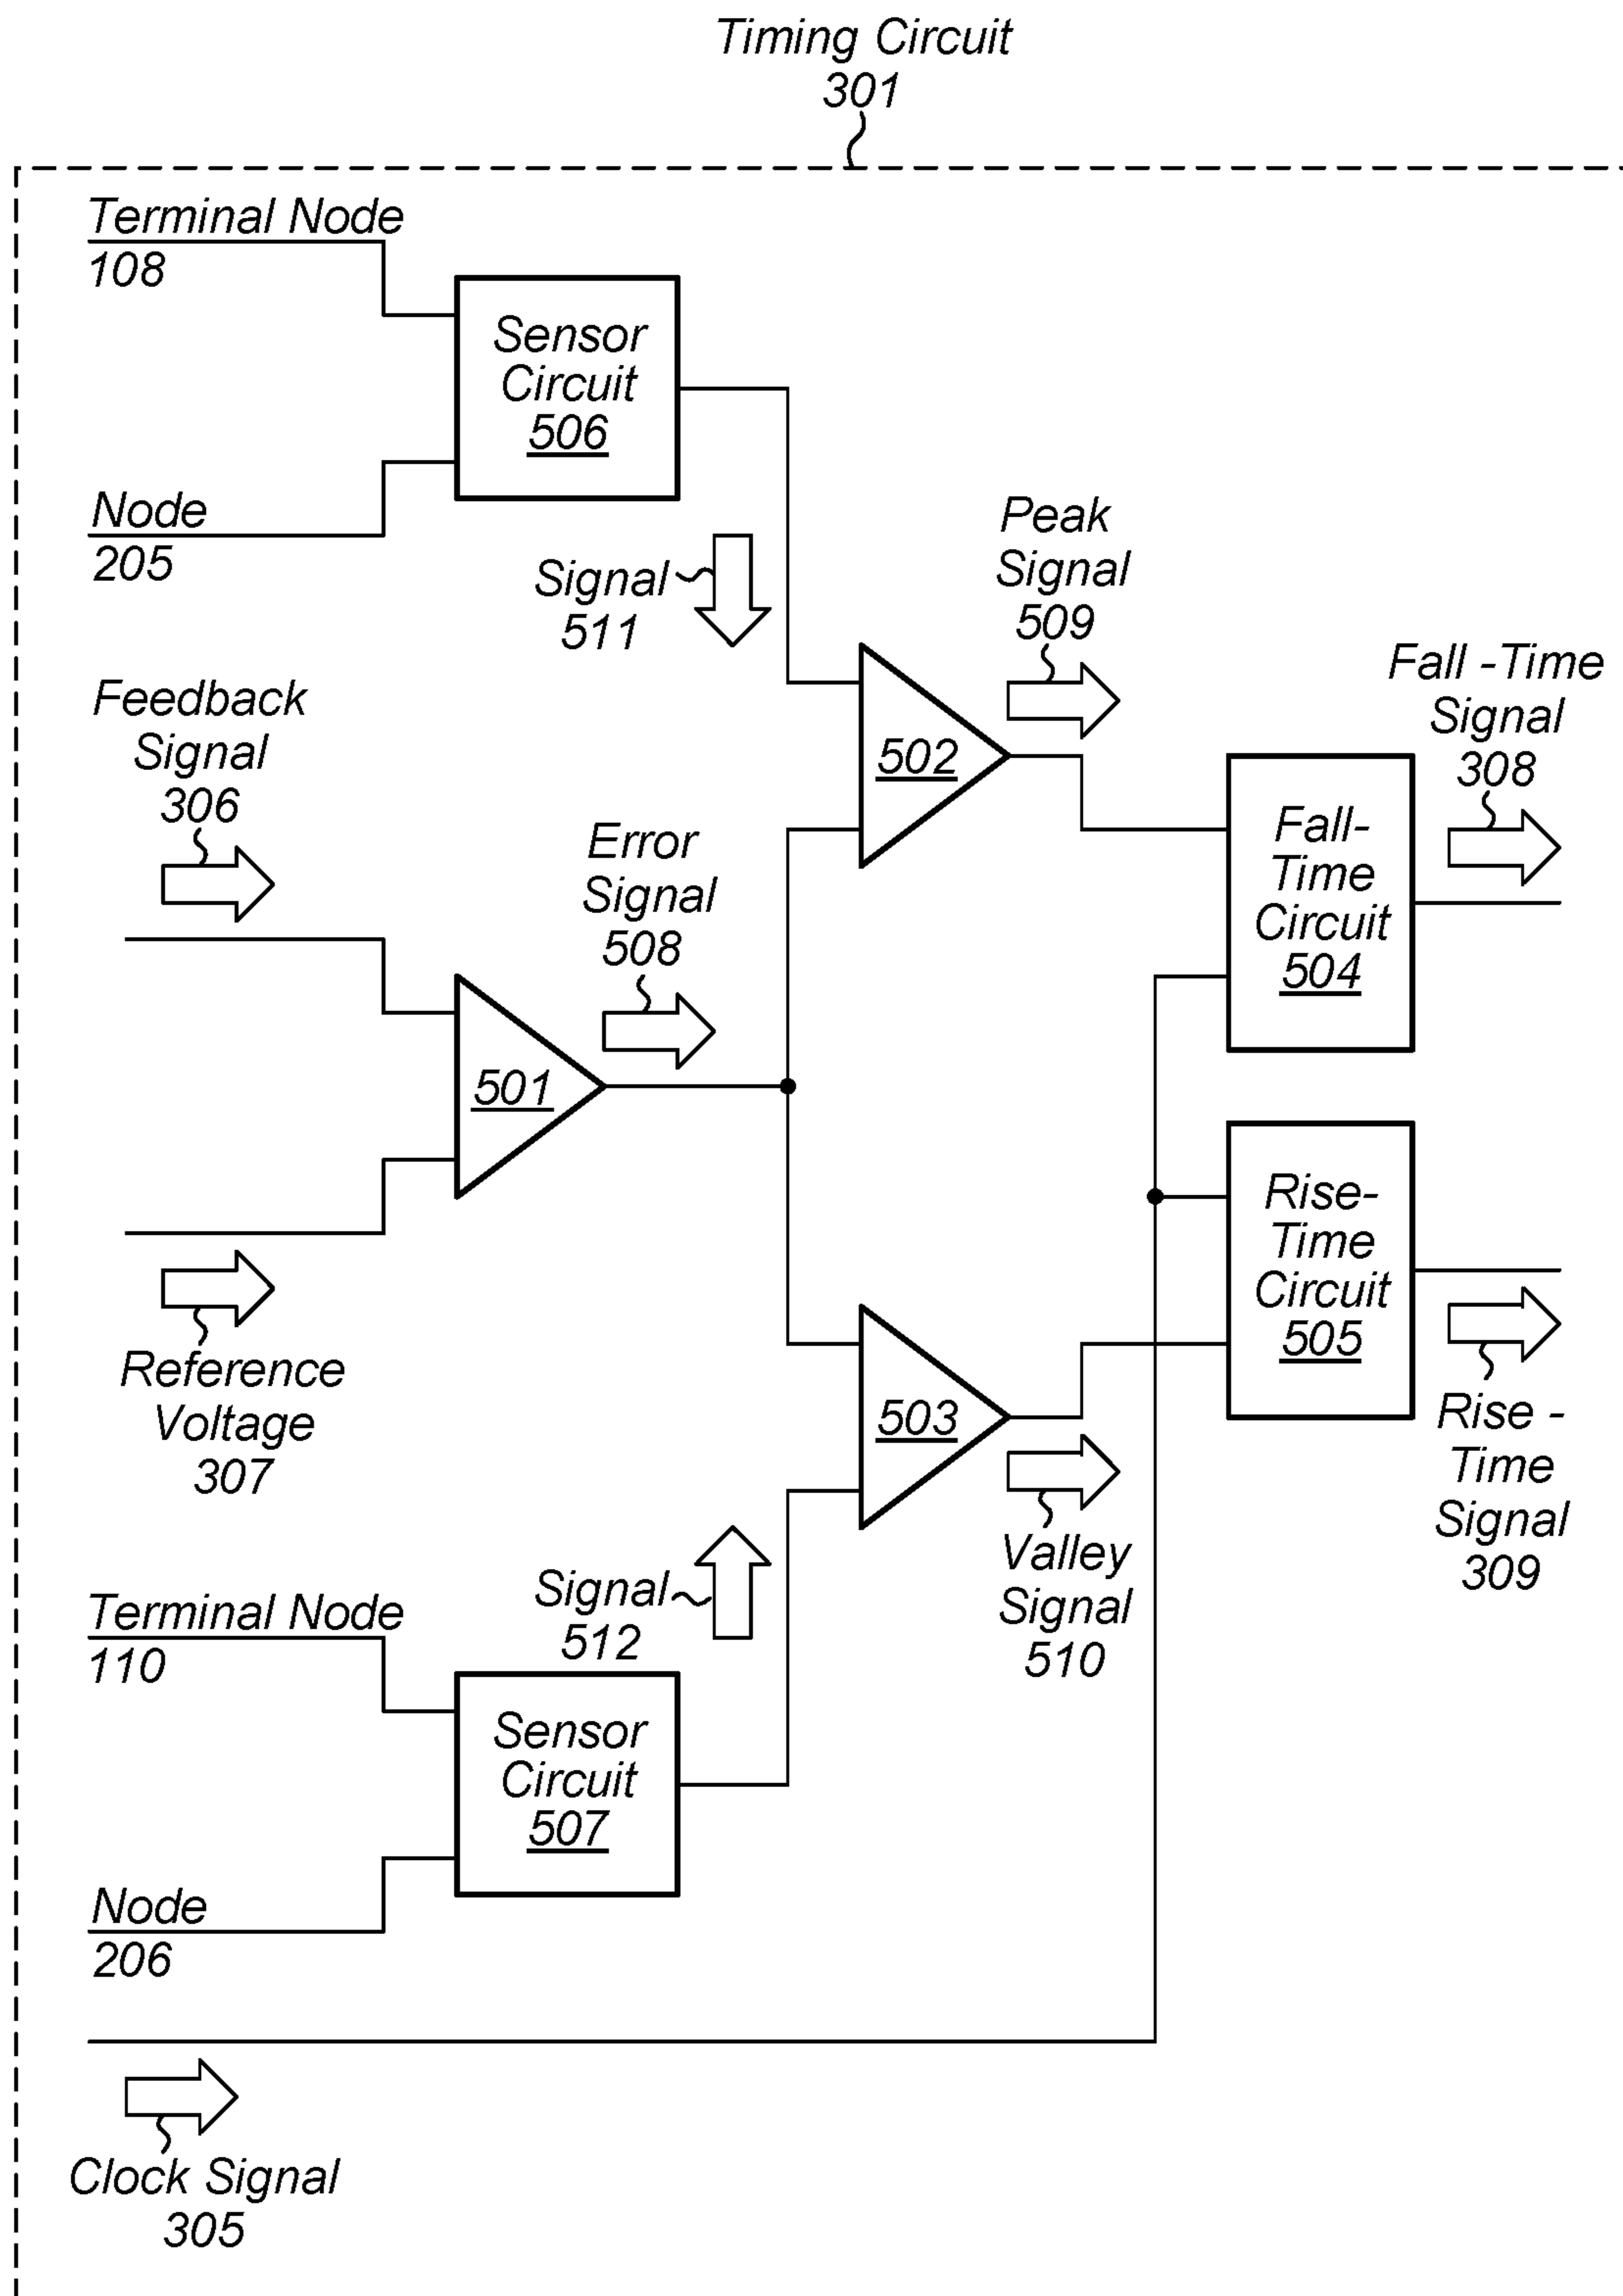 Timing Circuit
301
Terminal Node
108
Sensor
Circuit
506
Node
205
Signal
511
Peak
Signal
509
Fall -Time
Signal
308
Feedback
Signal
306
502
Fall-
Time
Circuit
504
Error
Signal
508
501
Rise-
Time
Circuit
505
Reference
Voltage
307
503
Rise -
Time
Signal
309
Valley
Signal
510
Signal
512
Terminal Node
110
Sensor
Circuit
507
Node
206
Clock Signal
305